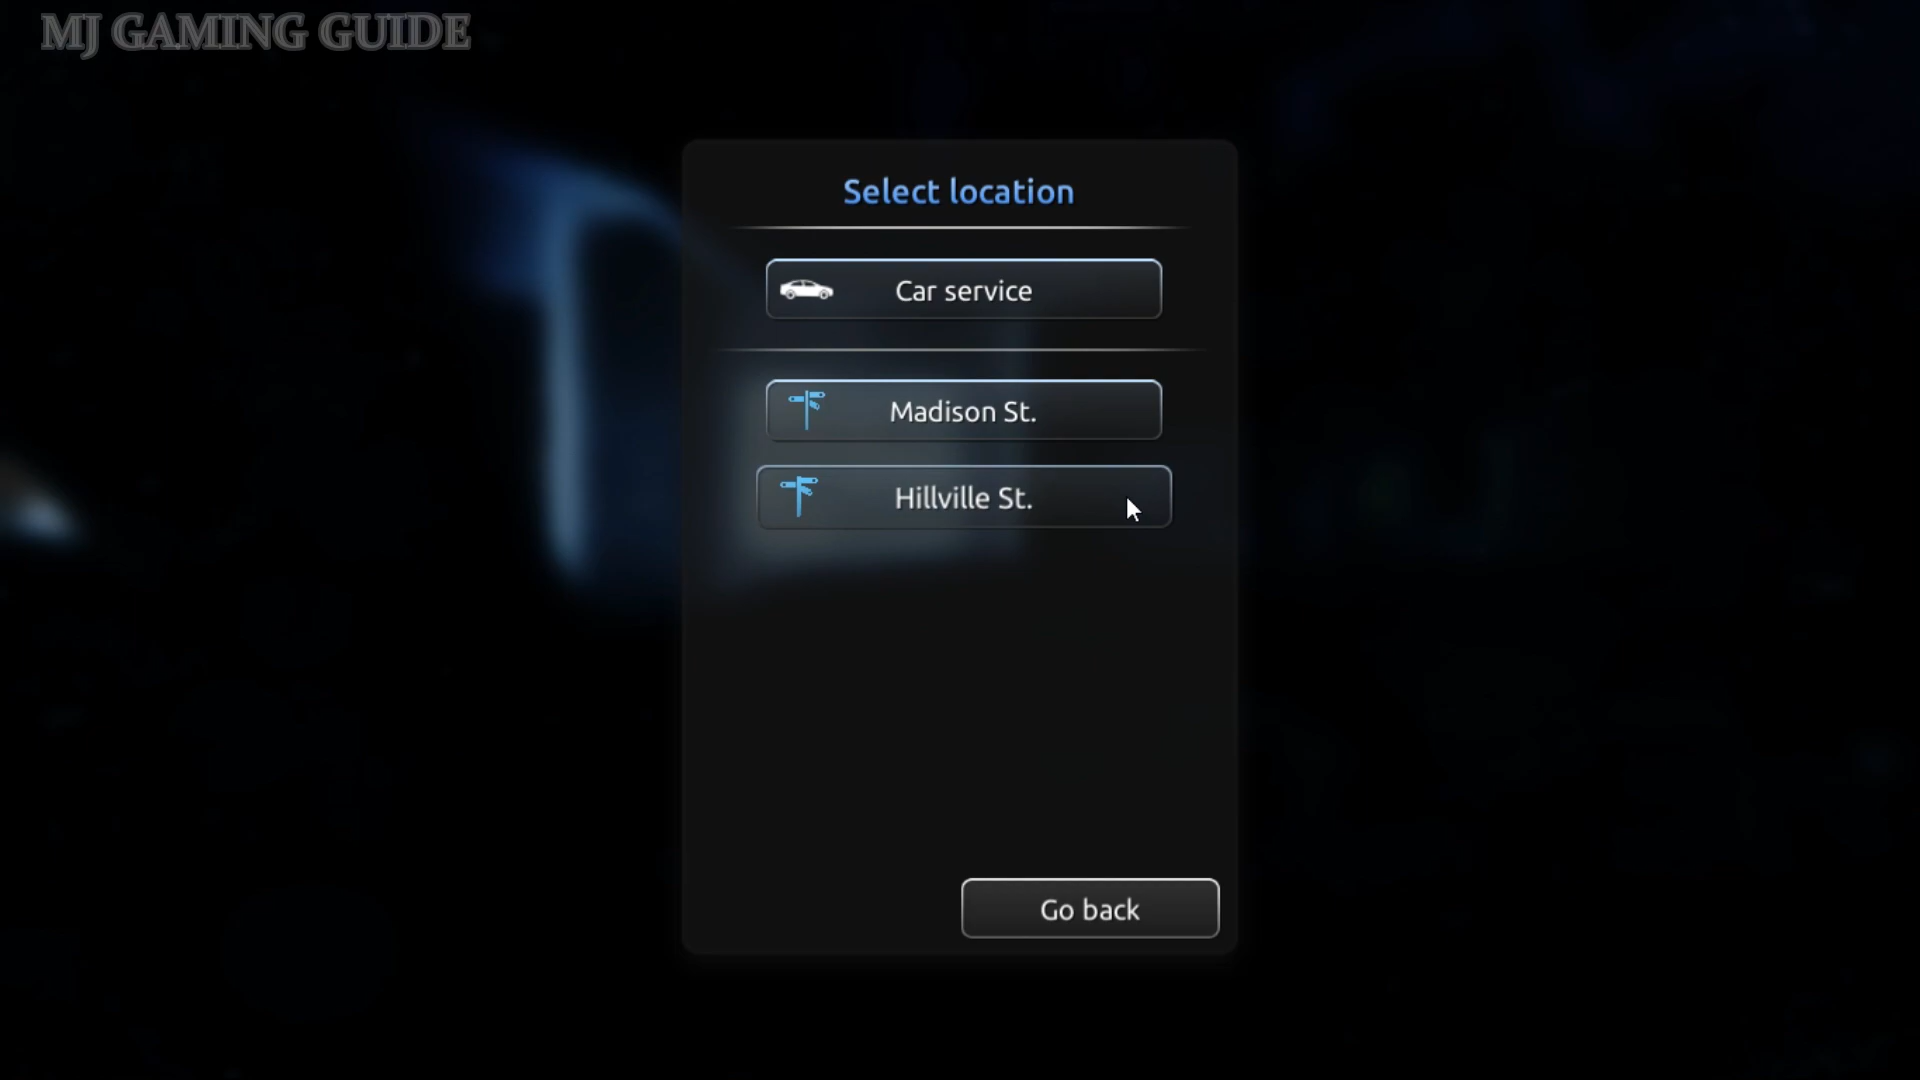 MJ GAMING GUIDE
Select location
Car service
Madison St.
Hillville St.
Go back